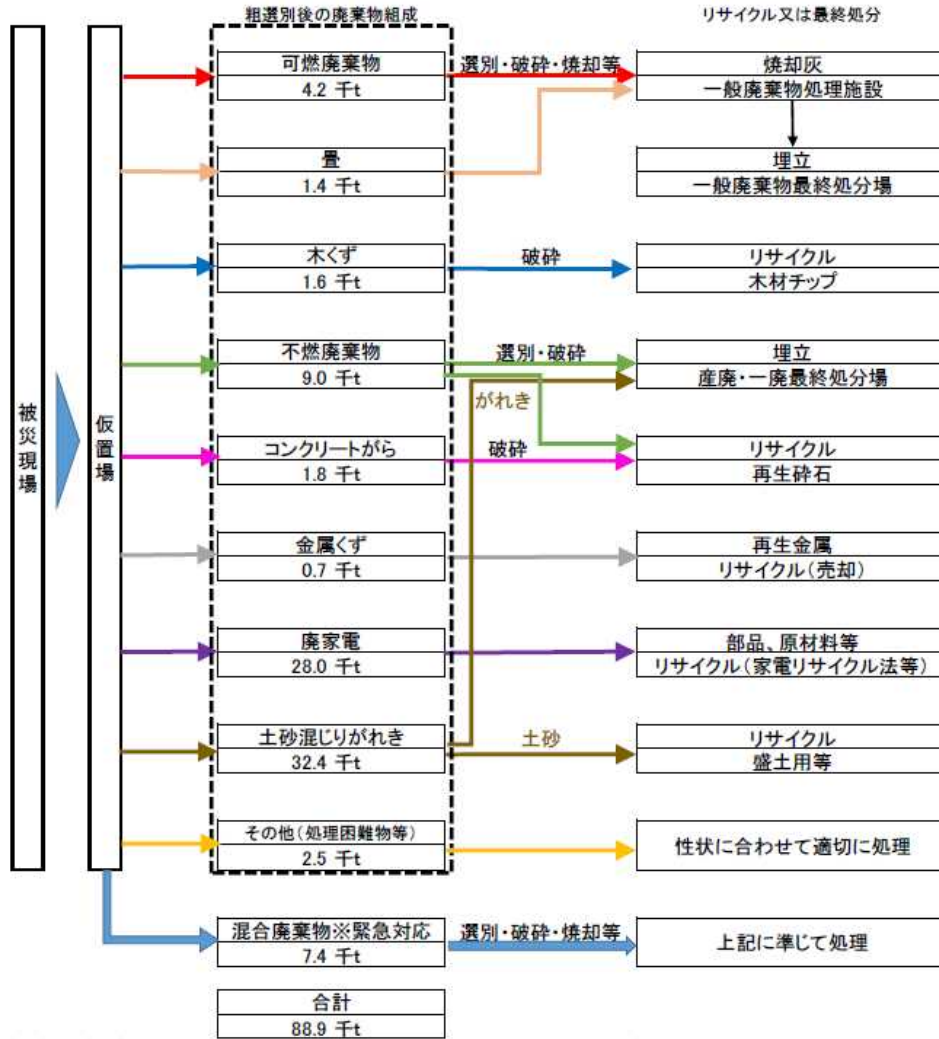 粗選別後の廃棄物組成
リサイクル又は最終処分
被災現場
仮置場
可燃廃棄物
4.2 千t
選別・破砕・焼却等
焼却灰
一般廃棄物処理施設
畳
1.4 千t
埋立
一般廃棄物最終処分場
木くず
1.6 千t
破砕
リサイクル
木材チップ
不燃廃棄物
9.0 千t
選別・破砕
がれき
埋立
産廃・一廃最終処分場
コンクリートがら
1.8 千t
破砕
リサイクル
再生砕石
金属くず
0.7 千t
再生金属
リサイクル(売却)
廃家電
28.0 千t
部品、原材料等
リサイクル(家電リサイクル法等)
土砂混じりがれき
32.4 千t
土砂
リサイクル
盛土用等
その他(処理困難物等)
2.5 千t
性状に合わせて適切に処理
混合廃棄物※緊急対応
7.4 千t
選別・破砕・焼却等
上記に準じて処理
合計
88.9 千t